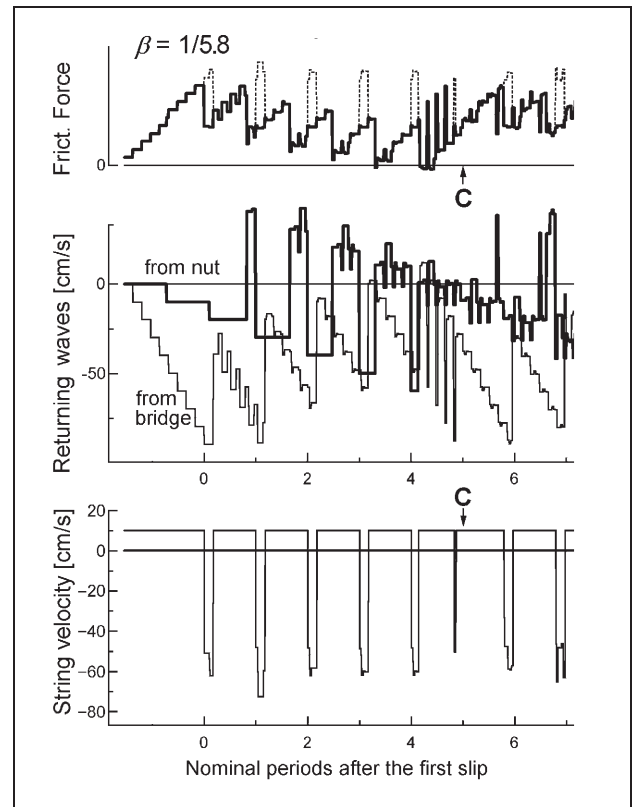 β = 1/5.8
Frict. Force
0
C
Returning waves [cm/s]
from nut
0
-50
from
bridge
0 2 4 6
C
String velocity [cm/s]
20
0
−20
−40
−60
−80
0 2 4 6
Nominal periods after the first slip